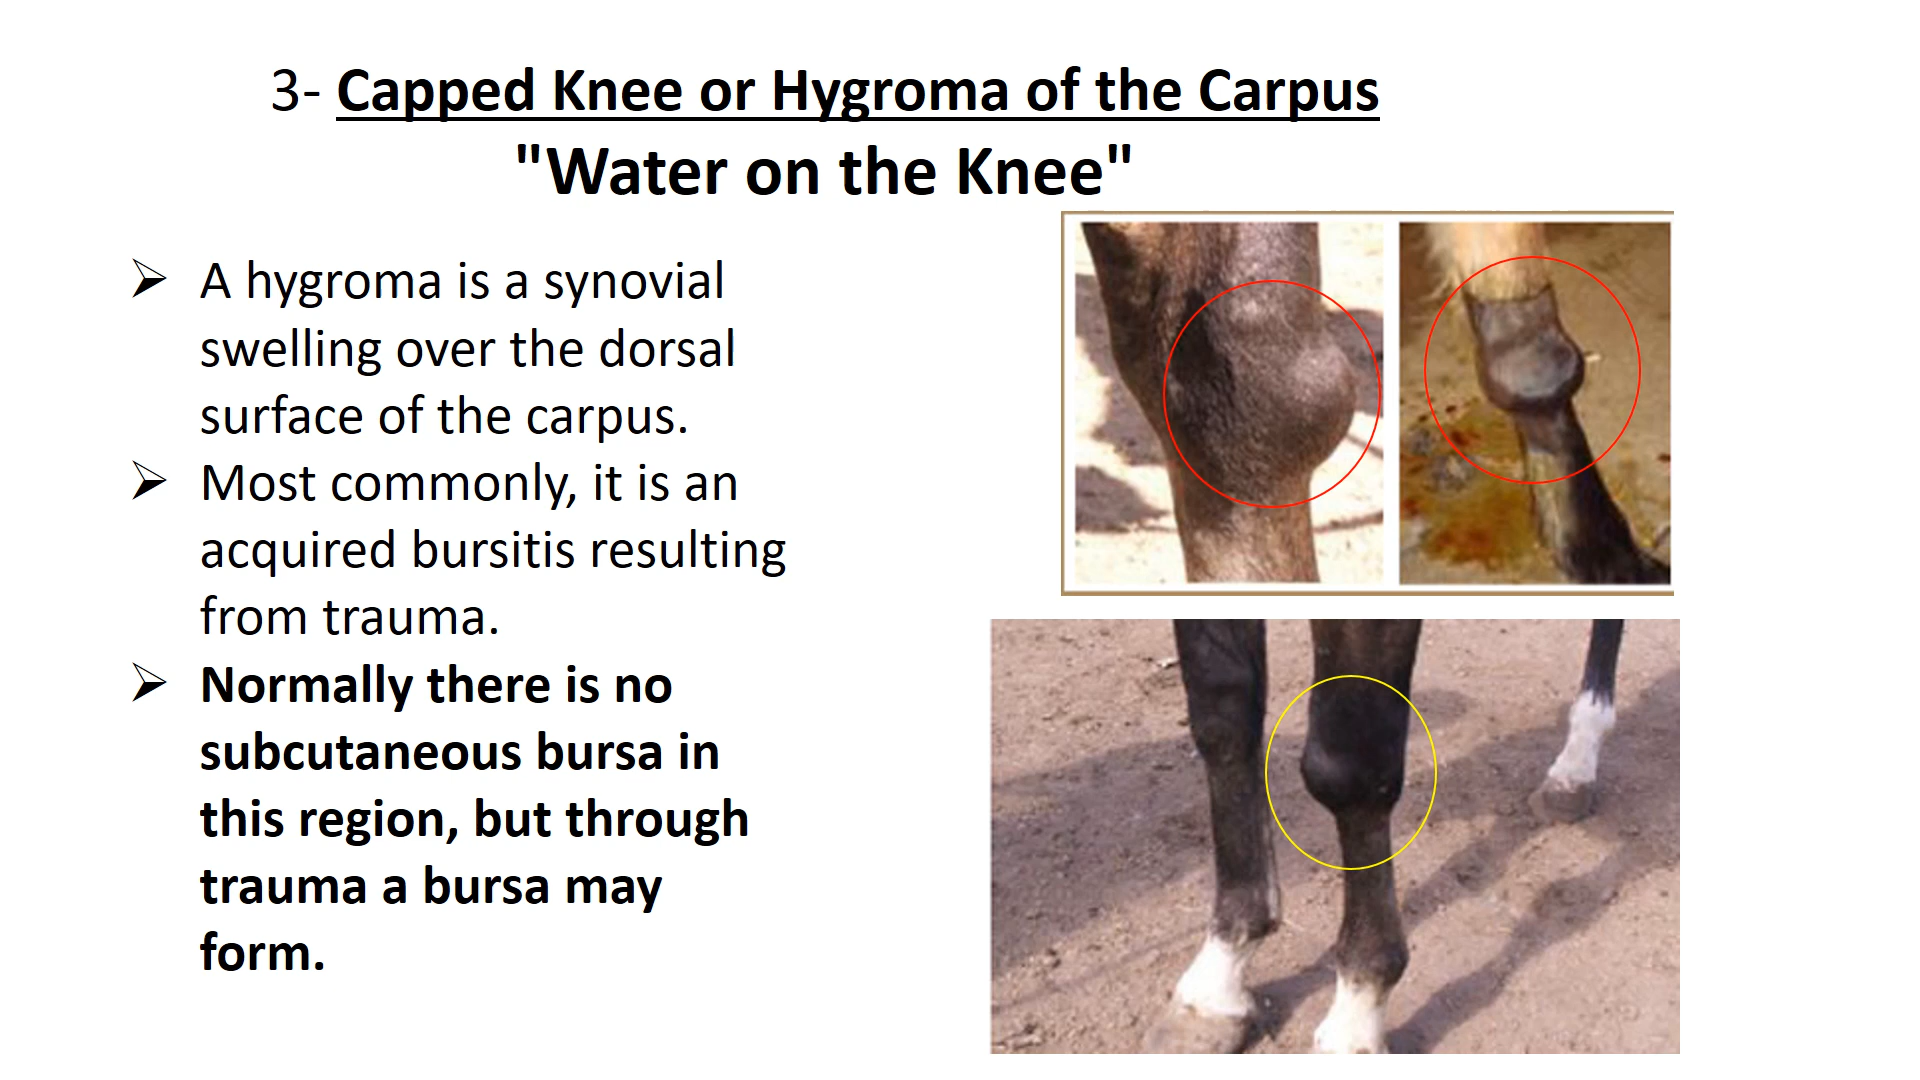 3- Capped Knee or Hygroma of the Carpus
"Water on the Knee"
➢ A hygroma is a synovial
swelling over the dorsal
surface of the carpus.
➢ Most commonly, it is an
acquired bursitis resulting
from trauma.
➢ Normally there is no
subcutaneous bursa in
this region, but through
trauma a bursa may
form.